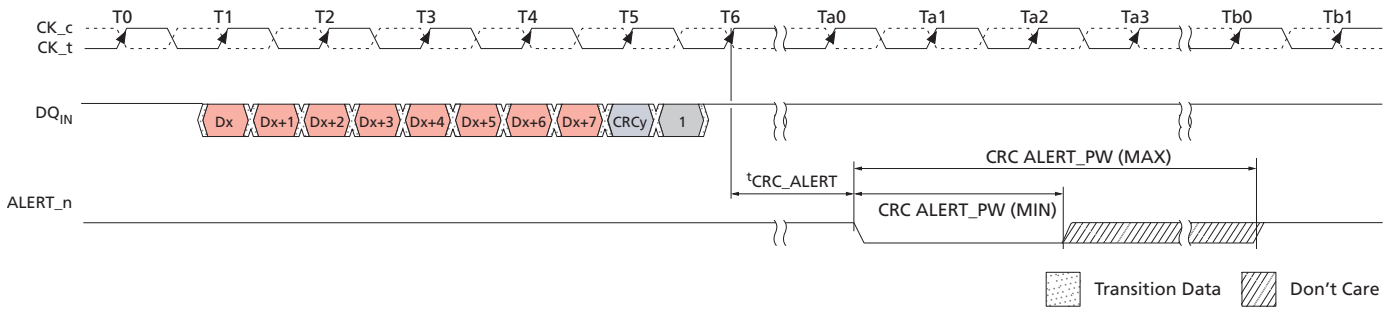 T0 T1 T2 T3 T4 T5 T6 Ta0 Ta1 Ta2 Ta3 Tb0 Tb1
CK_c
CK_t
DQIN
Dx Dx+1 Dx+2 Dx+3 Dx+4 Dx+5 Dx+6 Dx+7 CRCy 1
CRC ALERT_PW (MAX)
tCRC_ALERT
ALERT_n
CRC ALERT_PW (MIN)
Transition Data Don't Care